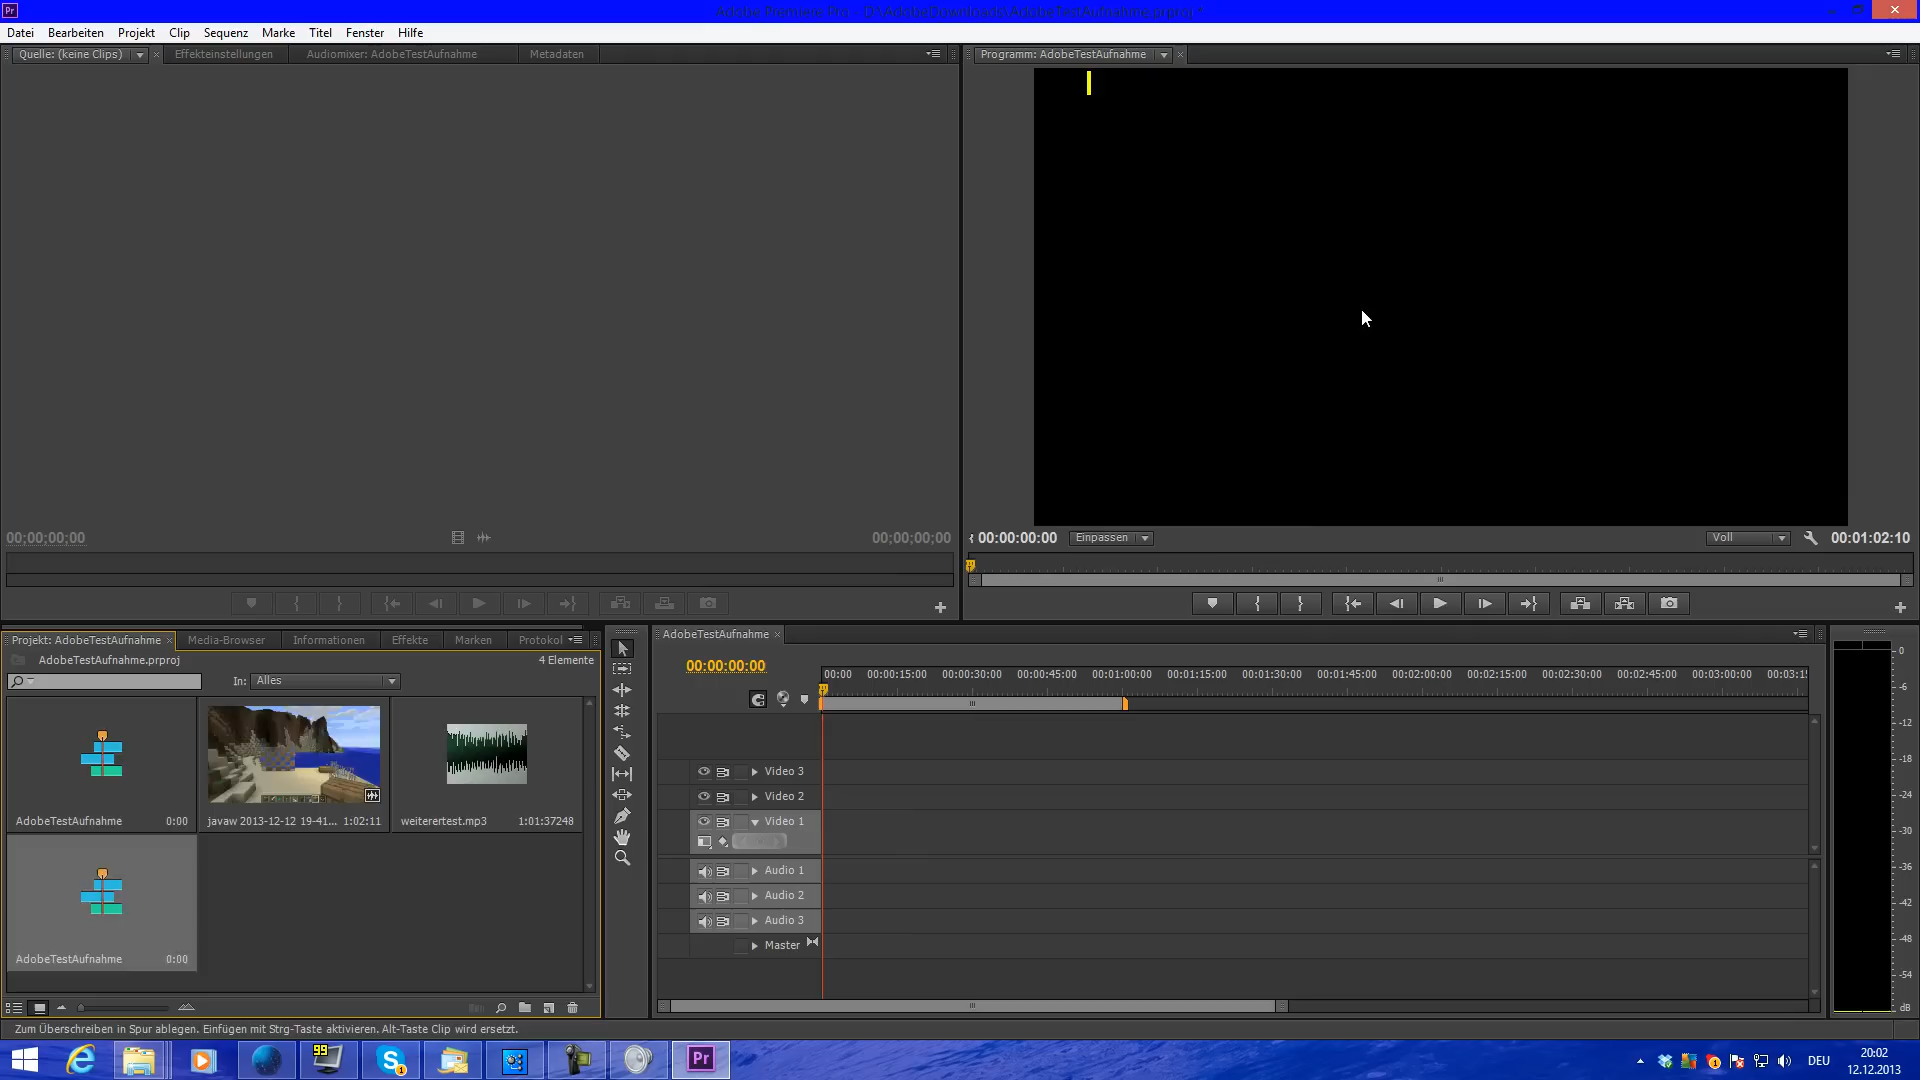 Adobe Premiere Pro - D:\AdobeDownloads\AdobeTestAufnahme.prproj *
Datei Bearbeiten Projekt Clip Sequenz Marke Titel Fenster Hilfe
Quelle: (keine Clips) Effekteinstellungen Audiomixer: AdobeTestAufnahme Metadaten
Programm: AdobeTestAufnahme
00;00;00;00 00;00;00;00
00:00:00:00 Einpassen Voll 00:01:02:10
Projekt: AdobeTestAufnahme Media-Browser Informationen Effekte Marken Protokol
AdobeTestAufnahme.prproj 4 Elemente
In: Alles
AdobeTestAufnahme 0:00
javaw 2013-12-12 19-41... 1:02:11
weiterertest.mp3 1:01:37248
AdobeTestAufnahme 0:00
AdobeTestAufnahme
00:00:00:00
00:00 00:00:15:00 00:00:30:00 00:00:45:00 00:01:00:00 00:01:15:00 00:01:30:00 00:01:45:00 00:02:00:00 00:02:15:00 00:02:30:00 00:02:45:00 00:03:00:00 00:03:15
Video 3
Video 2
Video 1
Audio 1
Audio 2
Audio 3
Master
0
-6
-12
-18
-24
-30
-36
-42
-48
-54
dB
Zum Überschreiben in Spur ablegen. Einfügen mit Strg-Taste aktivieren. Alt-Taste Clip wird ersetzt.
99
Pr
DEU
20:02
12.12.2013